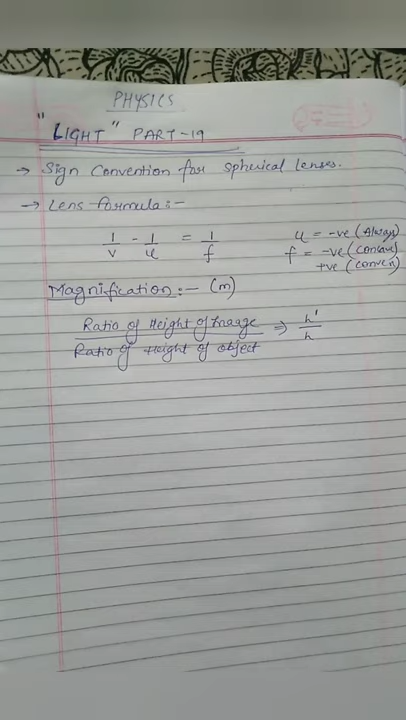 PHYSICS
"LIGHT" PART-19
→ Sign Convention for Spherical lenses.
→ Lens formula:-
1/v - 1/u = 1/f
u = -ve (Always)
f = -ve (Concave)
+ve (Convex)
Magnification:- (m)
Ratio of Height of Image
Ratio of Height of object
⇒ h'/h